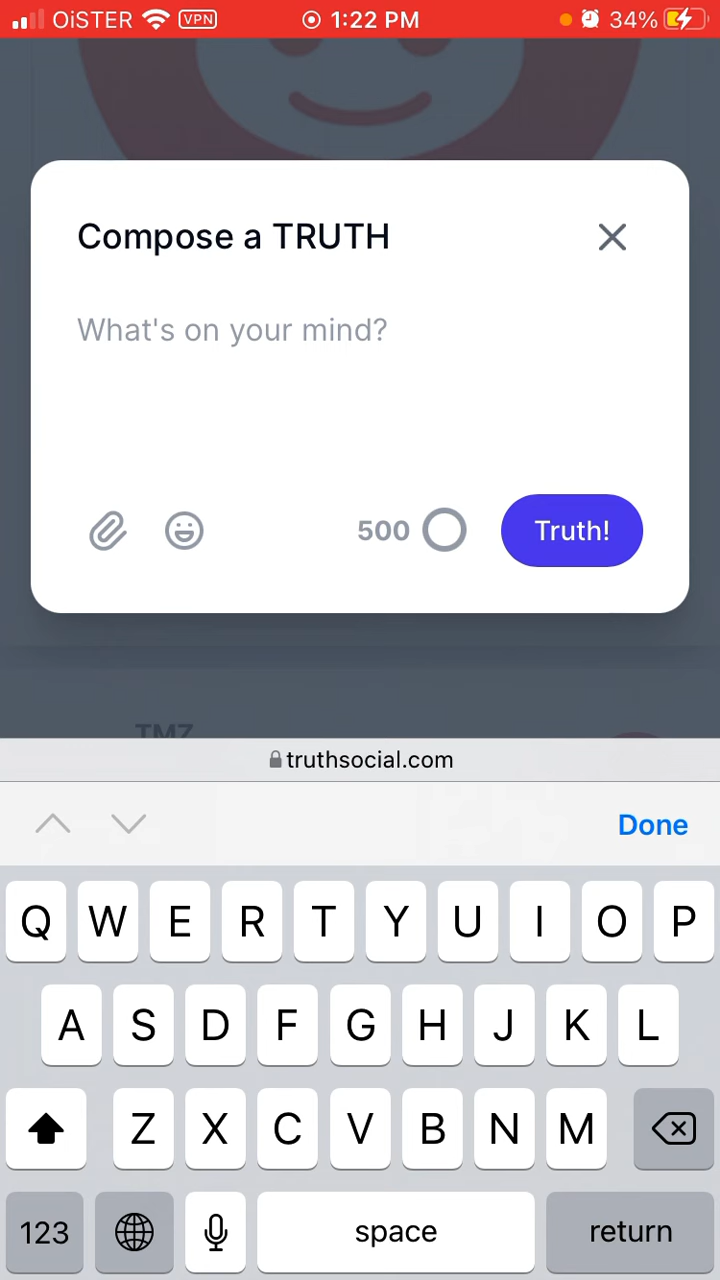 OiSTER VPN 1:22 PM 34%
Compose a TRUTH
What's on your mind?
500 Truth!
TMZ
truthsocial.com
Done
Q W E R T Y U I O P
A S D F G H J K L
Z X C V B N M
123 space return